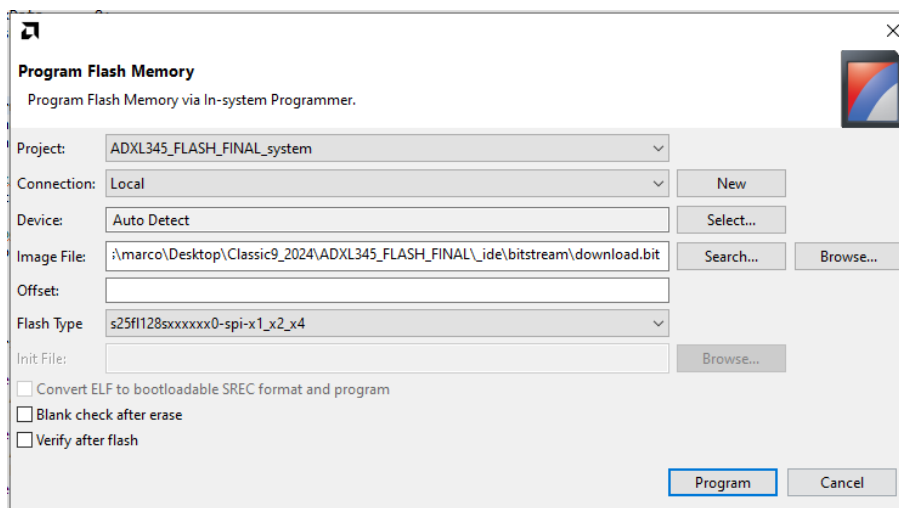 Program Flash Memory
Program Flash Memory via In-system Programmer.
Project: ADXL345_FLASH_FINAL_system
Connection: Local New
Device: Auto Detect Select...
Image File: :\marco\Desktop\Classic9_2024\ADXL345_FLASH_FINAL\_ide\bitstream\download.bit Search... Browse...
Offset:
Flash Type s25fl128sxxxxxx0-spi-x1_x2_x4
Init File: Browse...
Convert ELF to bootloadable SREC format and program
Blank check after erase
Verify after flash
Program Cancel